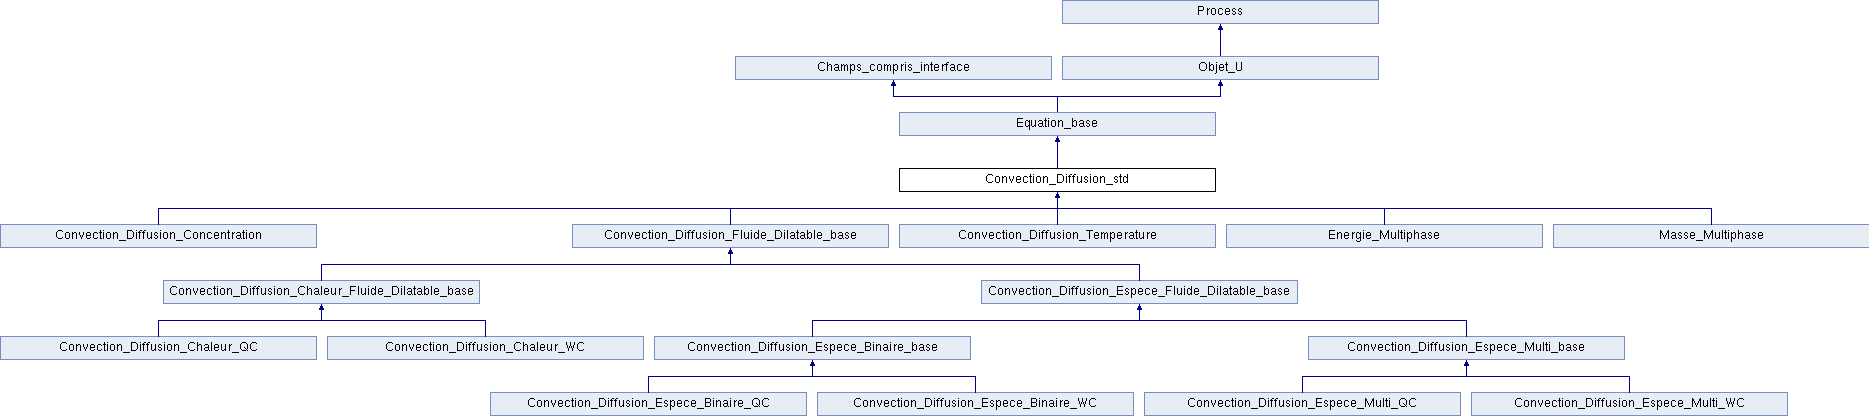 Process
Champs_compris_interface
Objet_U
Equation_base
Convection_Diffusion_std
Convection_Diffusion_Concentration
Convection_Diffusion_Fluide_Dilatable_base
Convection_Diffusion_Temperature
Energie_Multiphase
Masse_Multiphase
Convection_Diffusion_Chaleur_Fluide_Dilatable_base
Convection_Diffusion_Espece_Fluide_Dilatable_base
Convection_Diffusion_Chaleur_QC
Convection_Diffusion_Chaleur_WC
Convection_Diffusion_Espece_Binaire_base
Convection_Diffusion_Espece_Multi_base
Convection_Diffusion_Espece_Binaire_QC
Convection_Diffusion_Espece_Binaire_WC
Convection_Diffusion_Espece_Multi_QC
Convection_Diffusion_Espece_Multi_WC